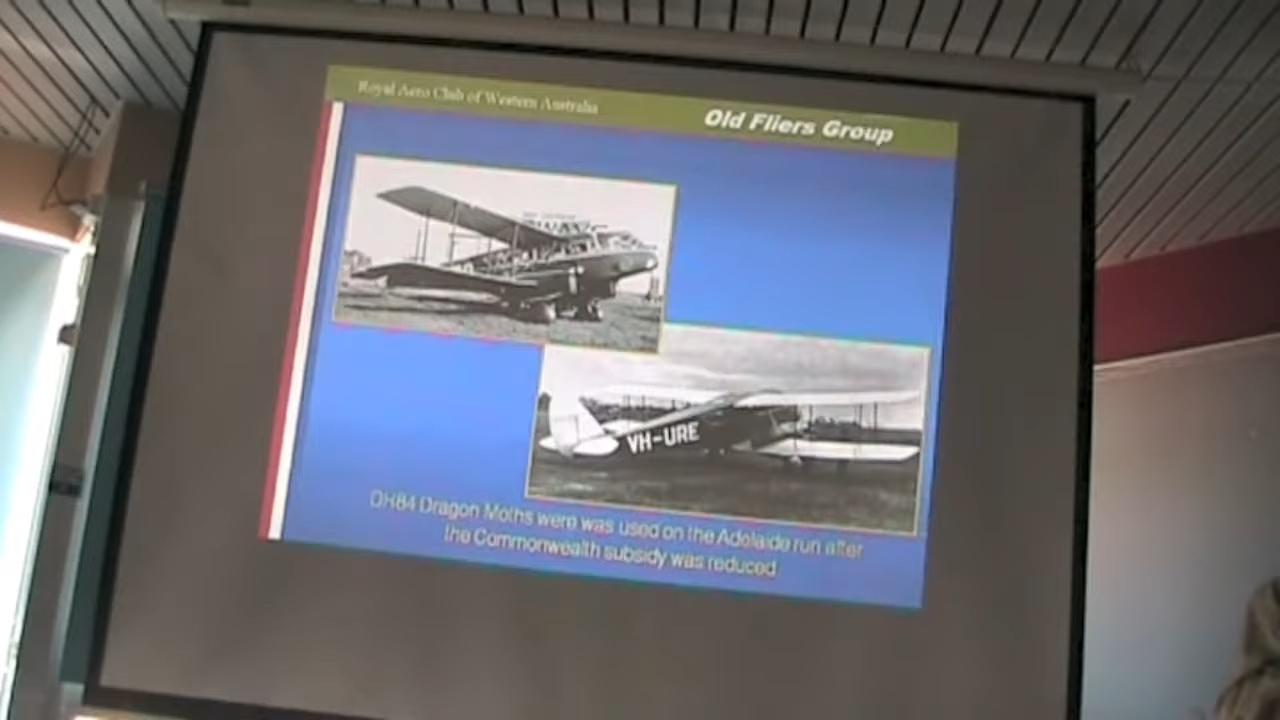 Royal Aero Club of Western Australia
Old Fliers Group
VH-URE
DH84 Dragon Moths were was used on the Adelaide run after
the Commonwealth subsidy was reduced